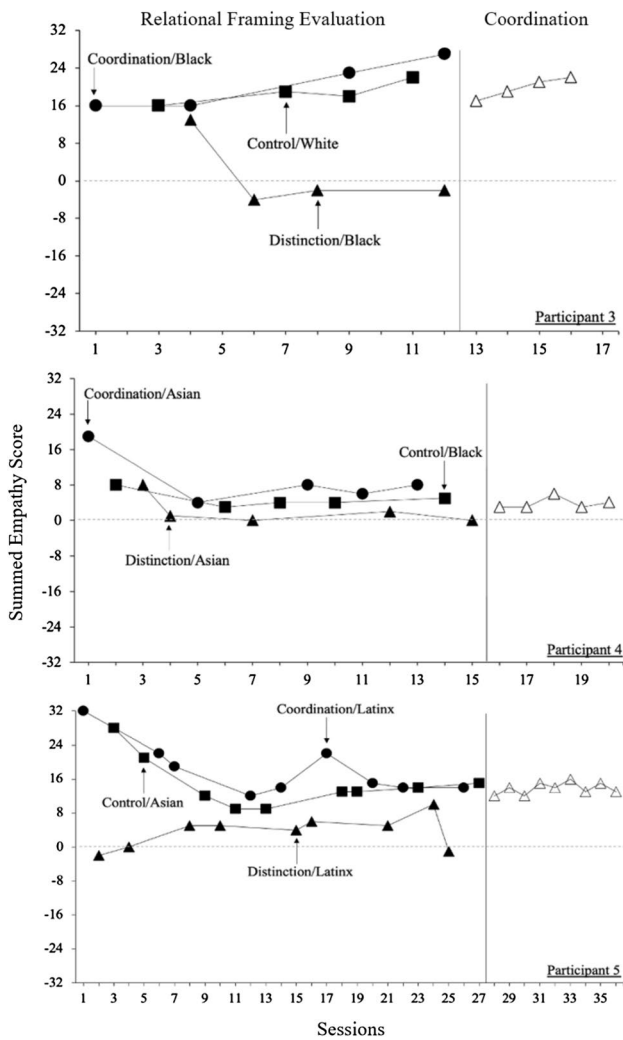 Relational Framing Evaluation Coordination
32
24
16
8
0
-8
-16
-24
-32
Coordination/Black
Control/White
Distinction/Black
Participant 3
1 3 5 7 9 11 13 15 17
32
24
16
8
0
-8
-16
-24
-32
Coordination/Asian
Control/Black
Distinction/Asian
Participant 4
1 3 5 7 9 11 13 15 17 19
32
24
16
8
0
-8
-16
-24
-32
Coordination/Latinx
Control/Asian
Distinction/Latinx
Participant 5
1 3 5 7 9 11 13 15 17 19 21 23 25 27 29 31 33 35
Summed Empathy Score
Sessions